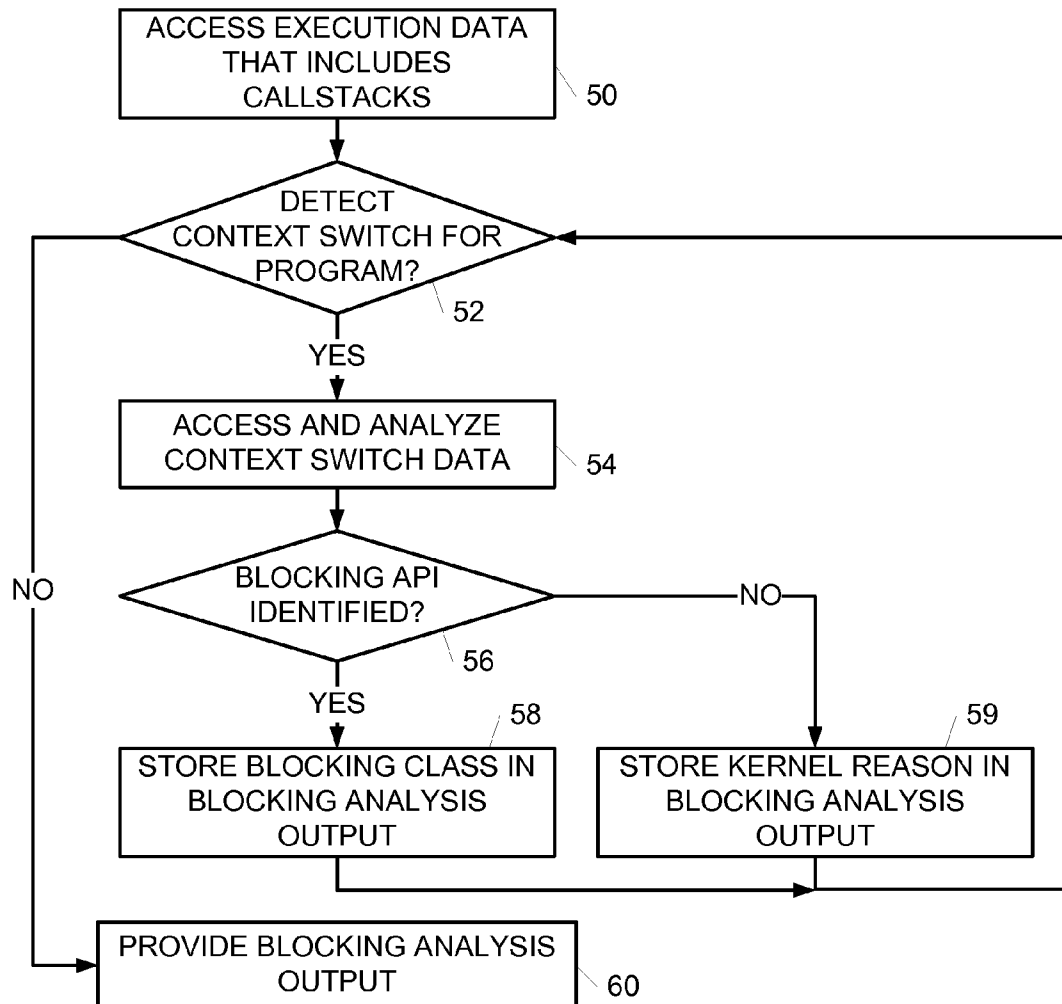 ACCESS EXECUTION DATA
THAT INCLUDES
CALLSTACKS
50
DETECT
CONTEXT SWITCH FOR
PROGRAM?
52
YES
ACCESS AND ANALYZE
CONTEXT SWITCH DATA
54
NO
BLOCKING API
IDENTIFIED?
NO
56
YES
58
59
STORE BLOCKING CLASS IN
BLOCKING ANALYSIS
OUTPUT
STORE KERNEL REASON IN
BLOCKING ANALYSIS
OUTPUT
PROVIDE BLOCKING ANALYSIS
OUTPUT
60